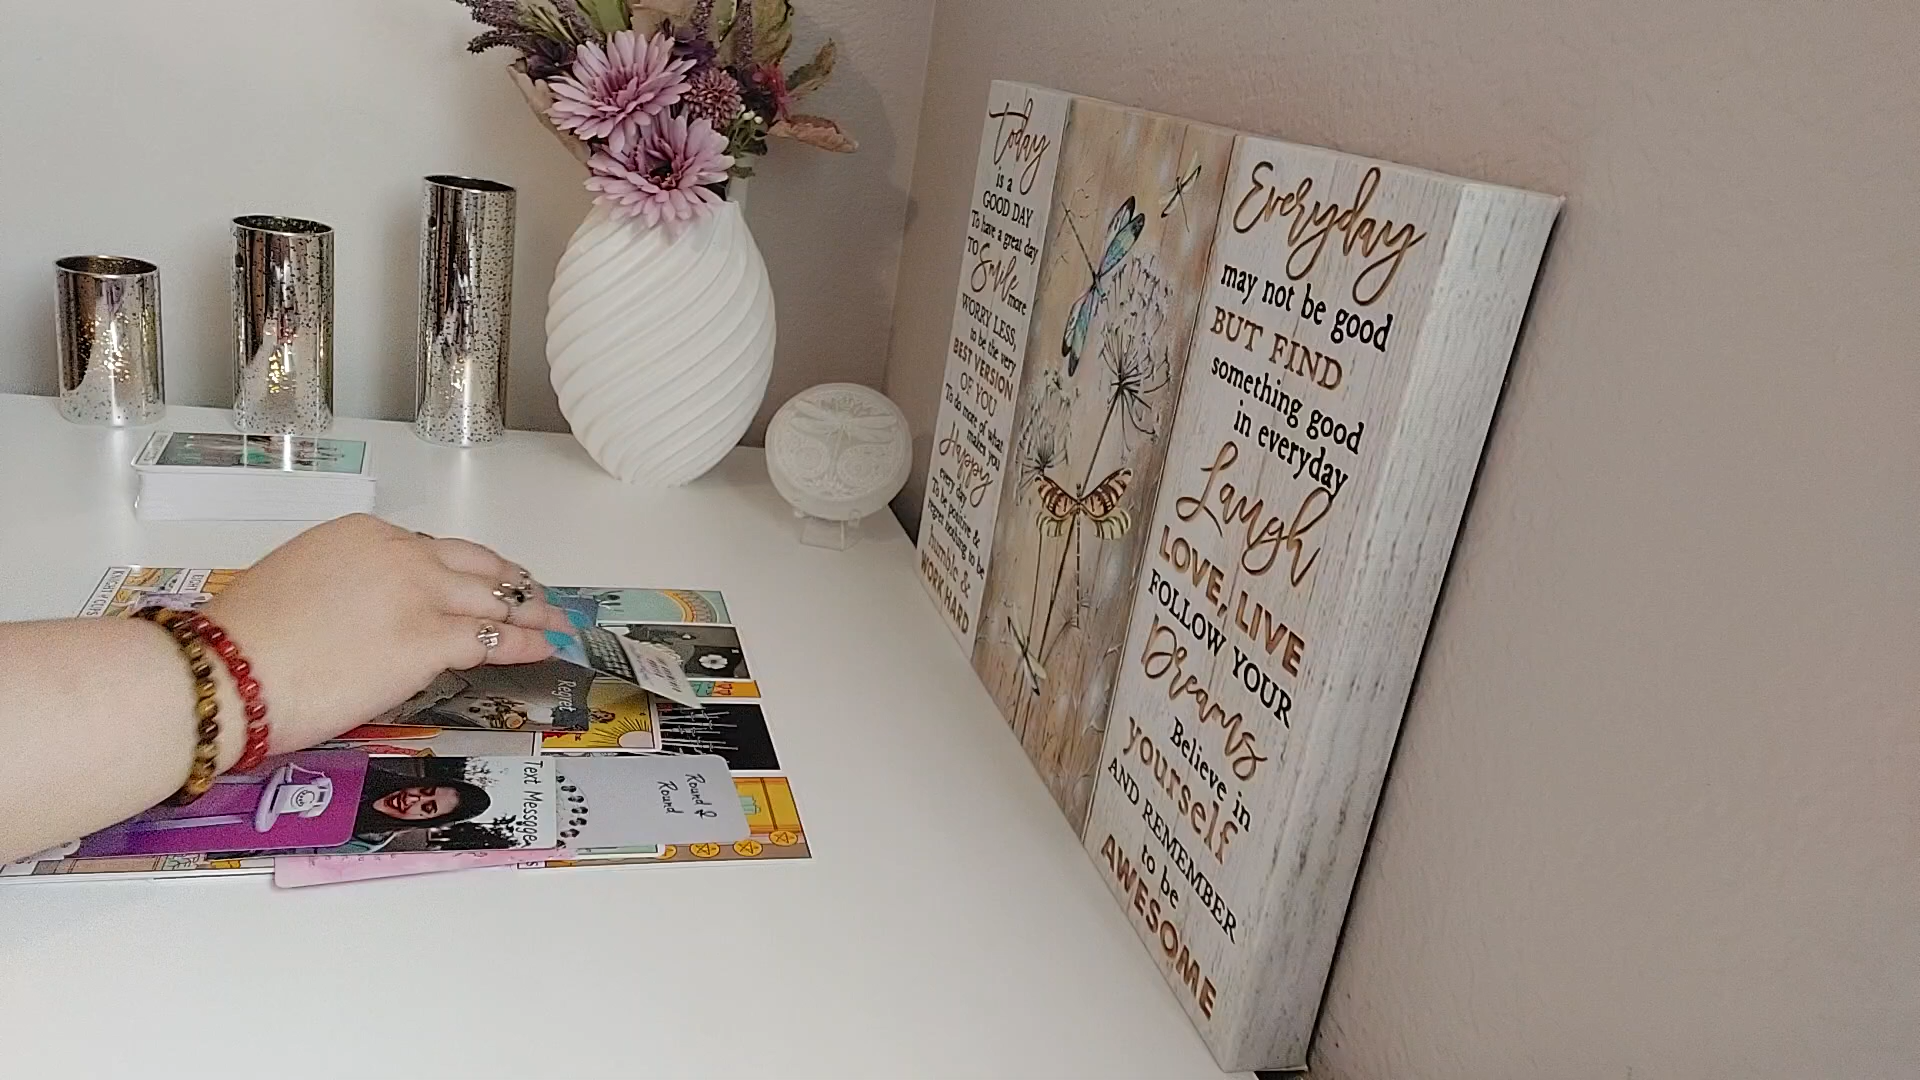 Today
is a
GOOD DAY
To have a great day
TO Smile more
WORRY LESS,
to be the very
BEST VERSION
OF YOU
To do more of what
makes you
Happy
every day
To be positive &
regret nothing to be
humble &
WORK HARD
Everyday
may not be good
BUT FIND
something good
in everyday
Laugh
LOVE, LIVE
FOLLOW YOUR
Dreams
Believe in
yourself
AND REMEMBER
to be
AWESOME
KNIGHT of CUPS
Regret
Text Message
Round &
Round